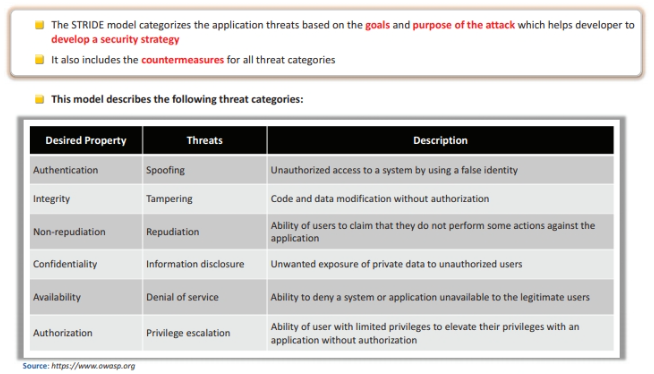 The STRIDE model categorizes the application threats based on the goals and purpose of the attack which helps developer to
develop a security strategy
It also includes the countermeasures for all threat categories
This model describes the following threat categories:
Desired Property Threats Description
Authentication Spoofing Unauthorized access to a system by using a false identity
Integrity Tampering Code and data modification without authorization
Non-repudiation Repudiation Ability of users to claim that they do not perform some actions against the
application
Confidentiality Information disclosure Unwanted exposure of private data to unauthorized users
Availability Denial of service Ability to deny a system or application unavailable to the legitimate users
Authorization Privilege escalation Ability of user with limited privileges to elevate their privileges with an
application without authorization
Source: https://www.owasp.org